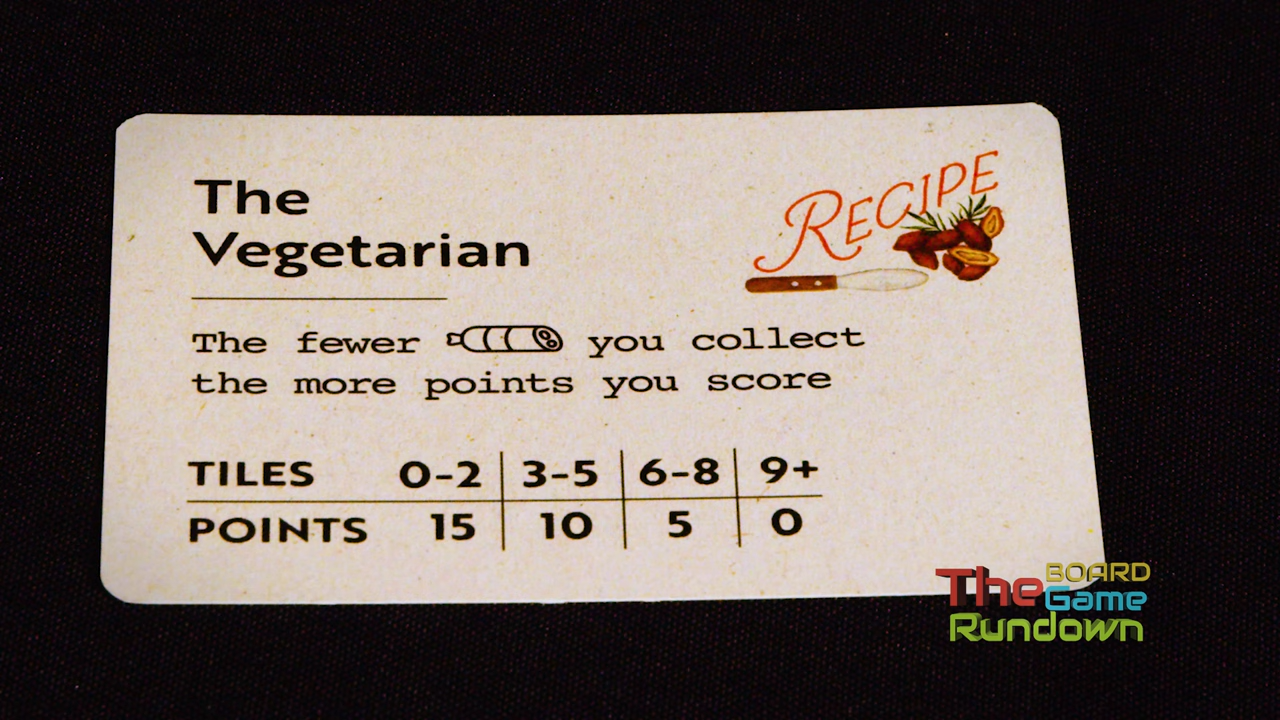 The
Vegetarian
RECIPE
The fewer you collect
the more points you score
TILES 0-2 3-5 6-8 9+
POINTS 15 10 5 0
The BOARD
Game
Rundown